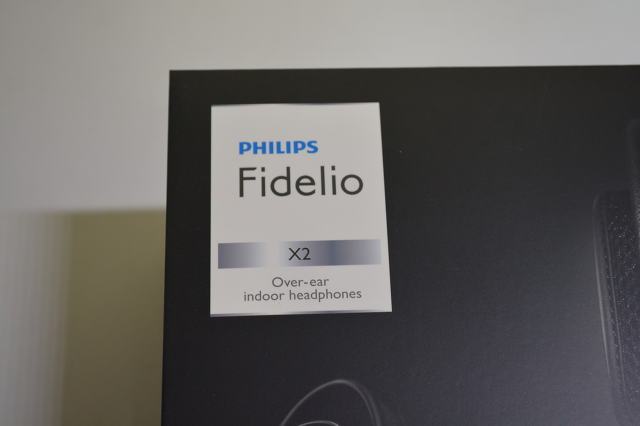 PHILIPS
Fidelio
X2
Over-ear
indoor headphones